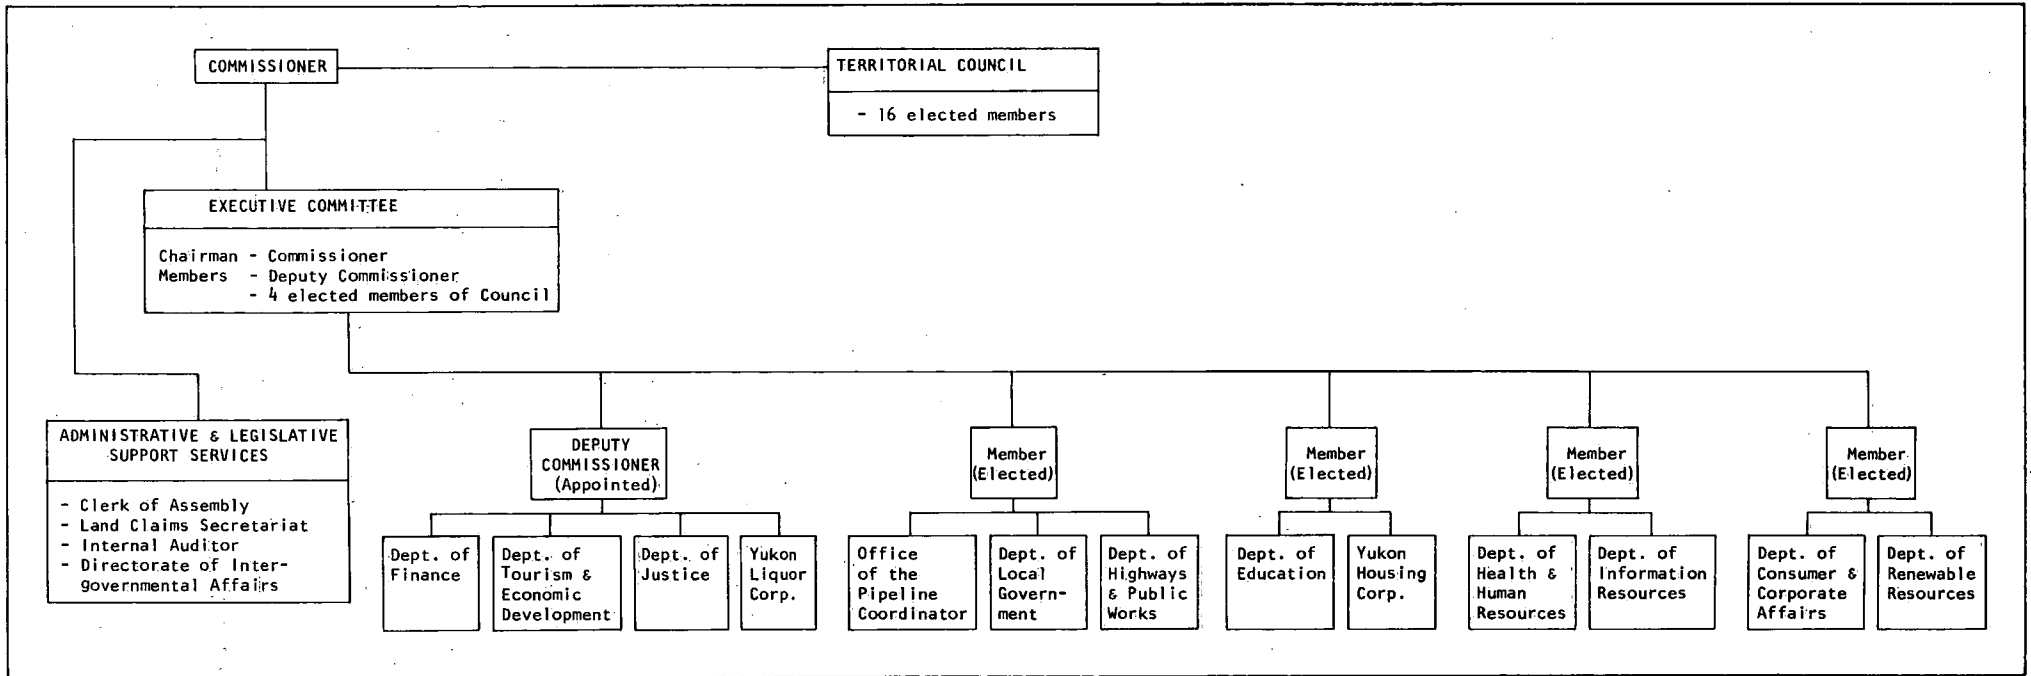 COMMISSIONER
TERRITORIAL COUNCIL
- 16 elected members
EXECUTIVE COMMITTEE
Chairman - Commissioner
Members - Deputy Commissioner
- 4 elected members of Council
ADMINISTRATIVE & LEGISLATIVE
SUPPORT SERVICES
- Clerk of Assembly
- Land Claims Secretariat
- Internal Auditor
- Directorate of Inter-
governmental Affairs
DEPUTY
COMMISSIONER
(Appointed)
Dept. of
Finance
Dept. of
Tourism &
Economic
Development
Dept. of
Justice
Yukon
Liquor
Corp.
Member
(Elected)
Office
of the
Pipeline
Coordinator
Dept. of
Local
Govern-
ment
Dept. of
Highways
& Public
Works
Member
(Elected)
Dept. of
Education
Yukon
Housing
Corp.
Member
(Elected)
Dept. of
Health &
Human
Resources
Dept. of
Information
Resources
Member
(Elected)
Dept. of
Consumer &
Corporate
Affairs
Dept. of
Renewable
Resources